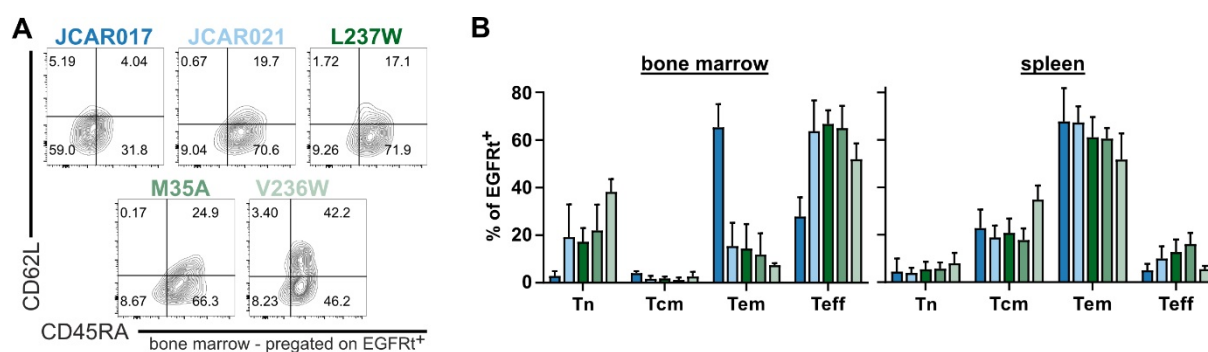 A
JCAR017 JCAR021 L237W
5.19 4.04 0.67 19.7 1.72 17.1
59.0 31.8 9.04 70.6 9.26 71.9
M35A V236W
0.17 24.9 3.40 42.2
8.67 66.3 8.23 46.2
CD62L
CD45RA
bone marrow - pregated on EGFRt+
B
bone marrow spleen
% of EGFRt+
80
60
40
20
0
Tn Tcm Tem Teff Tn Tcm Tem Teff